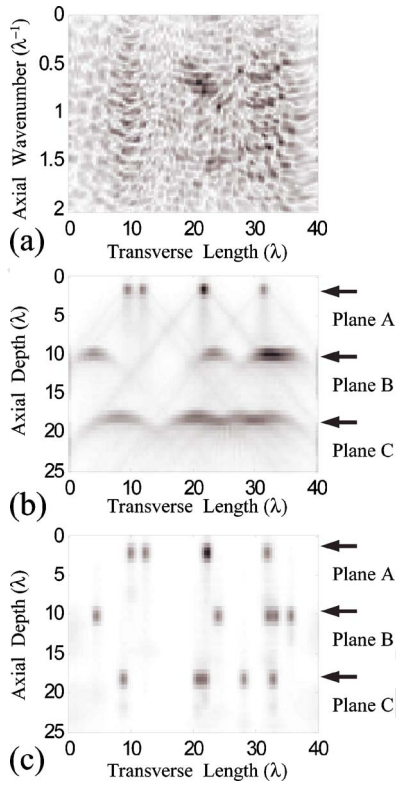 0
0.5
1
1.5
2
Axial Wavenumber (λ⁻¹)
0 10 20 30 40
Transverse Length (λ)
(a)
0
5
10
15
20
25
Axial Depth (λ)
Plane A
Plane B
Plane C
0 10 20 30 40
Transverse Length (λ)
(b)
0
5
10
15
20
25
Axial Depth (λ)
Plane A
Plane B
Plane C
0 10 20 30 40
Transverse Length (λ)
(c)